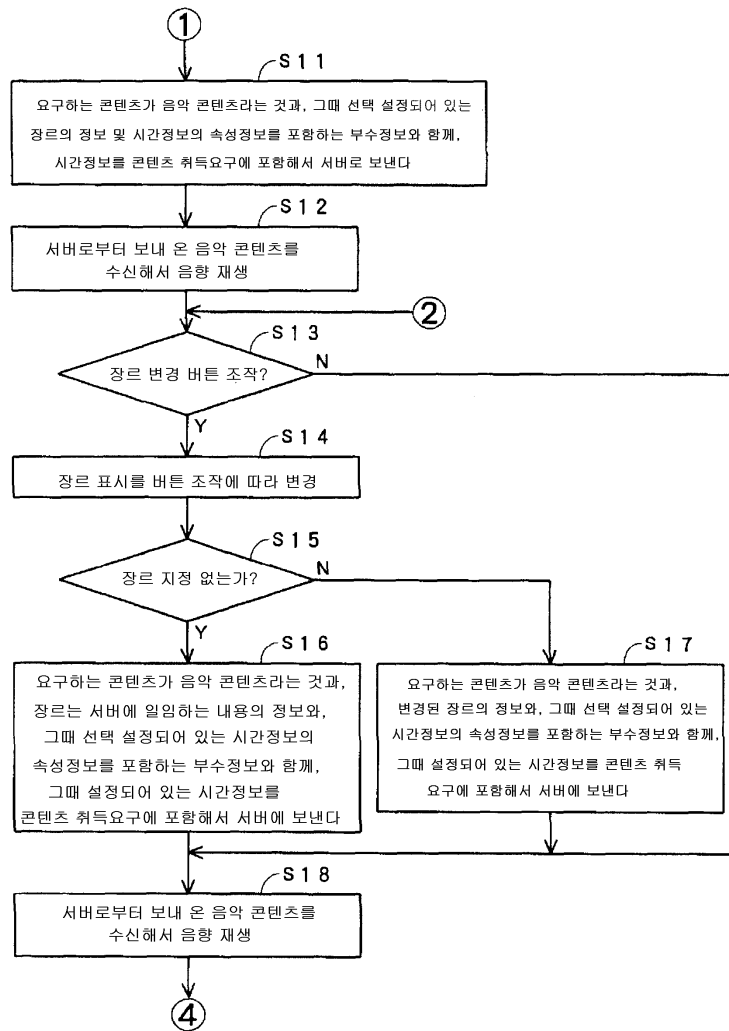 ①
S11
요구하는 콘텐츠가 음악 콘텐츠라는 것과, 그때 선택 설정되어 있는
장르의 정보 및 시간정보의 속성정보를 포함하는 부수정보와 함께,
시간정보를 콘텐츠 취득요구에 포함해서 서버로 보낸다
S12
서버로부터 보내 온 음악 콘텐츠를
수신해서 음향 재생
②
S13
장르 변경 버튼 조작?
N
Y
S14
장르 표시를 버튼 조작에 따라 변경
S15
장르 지정 없는가?
N
Y
S16
요구하는 콘텐츠가 음악 콘텐츠라는 것과,
장르는 서버에 일임하는 내용의 정보와,
그때 선택 설정되어 있는 시간정보의
속성정보를 포함하는 부수정보와 함께,
그때 설정되어 있는 시간정보를
콘텐츠 취득요구에 포함해서 서버에 보낸다
S17
요구하는 콘텐츠가 음악 콘텐츠라는 것과,
변경된 장르의 정보와, 그때 선택 설정되어 있는
시간정보의 속성정보를 포함하는 부수정보와 함께,
그때 설정되어 있는 시간정보를 콘텐츠 취득
요구에 포함해서 서버에 보낸다
S18
서버로부터 보내 온 음악 콘텐츠를
수신해서 음향 재생
④